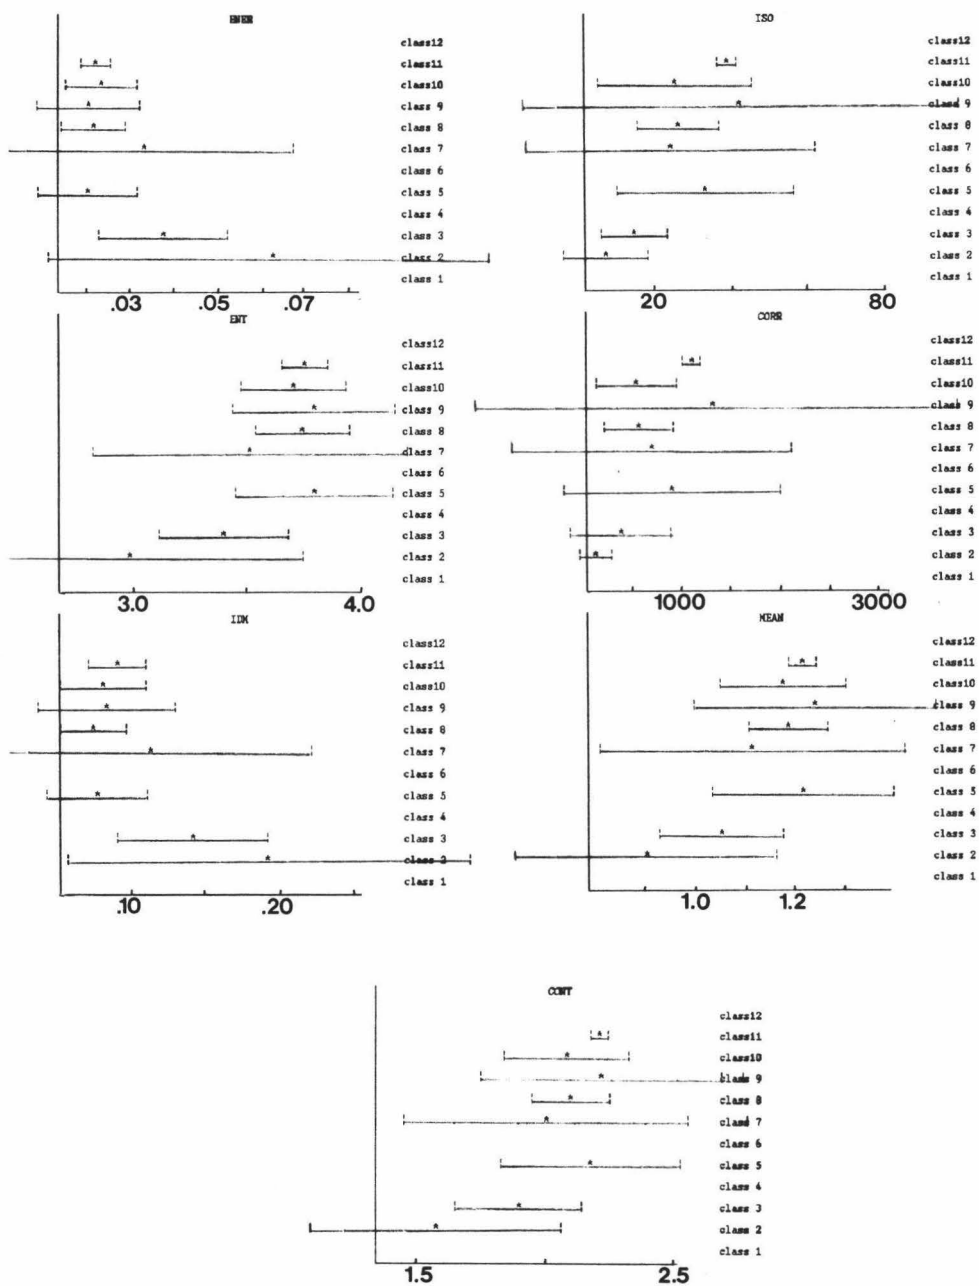 ENER
class12
class11
class10
class 9
class 8
class 7
class 6
class 5
class 4
class 3
class 2
class 1
.03 .05 .07
ISO
class12
class11
class10
class 9
class 8
class 7
class 6
class 5
class 4
class 3
class 2
class 1
20 80
ENT
class12
class11
class10
class 9
class 8
class 7
class 6
class 5
class 4
class 3
class 2
class 1
3.0 4.0
CORR
class12
class11
class10
class 9
class 8
class 7
class 6
class 5
class 4
class 3
class 2
class 1
1000 3000
IDM
class12
class11
class10
class 9
class 8
class 7
class 6
class 5
class 4
class 3
class 2
class 1
.10 .20
MEAN
class12
class11
class10
class 9
class 8
class 7
class 6
class 5
class 4
class 3
class 2
class 1
1.0 1.2
CONT
class12
class11
class10
class 9
class 8
class 7
class 6
class 5
class 4
class 3
class 2
class 1
1.5 2.5